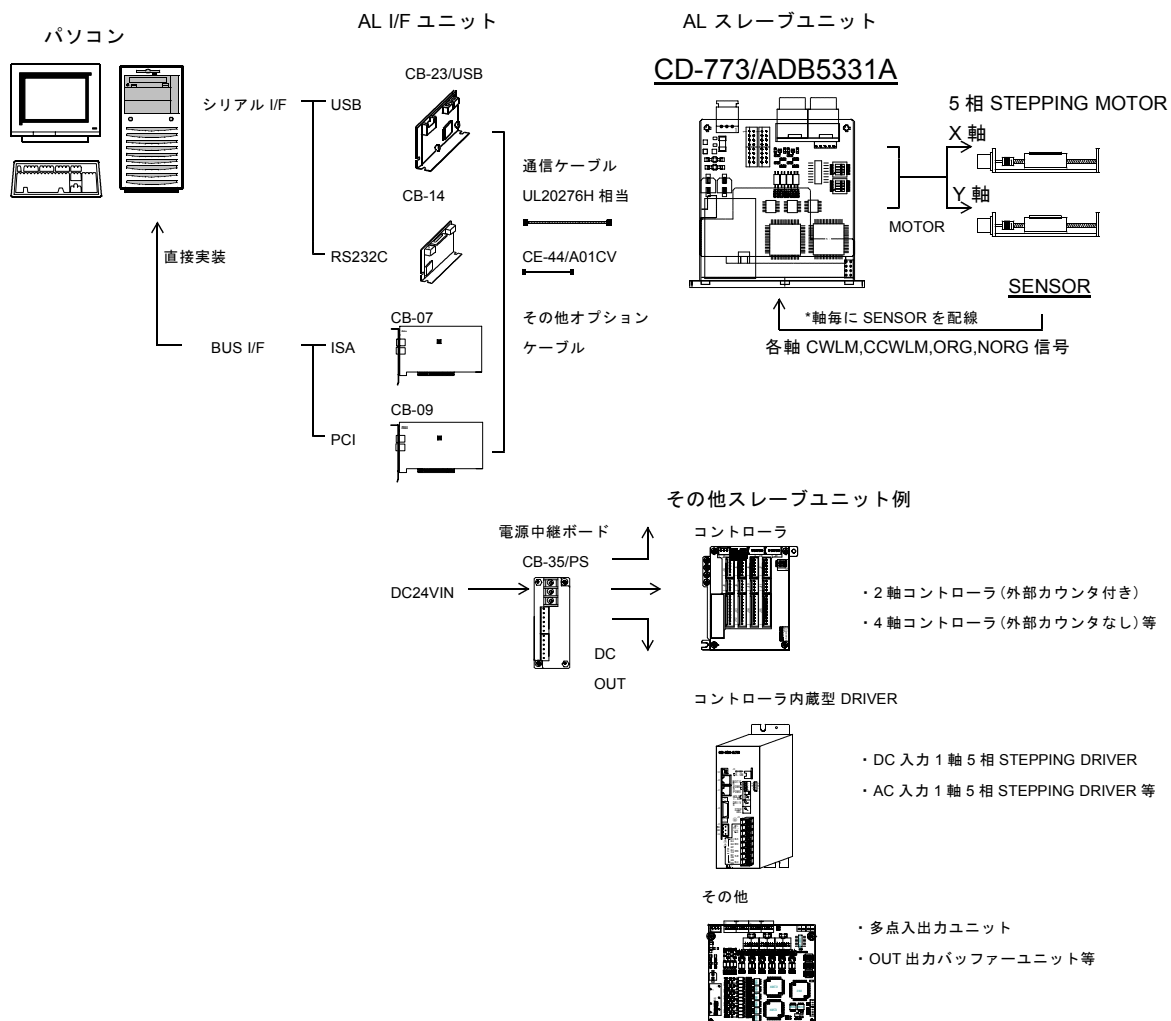 パソコン
AL I/F ユニット
AL スレーブユニット
CD-773/ADB5331A
シリアル I/F
USB
CB-23/USB
RS232C
CB-14
直接実装
BUS I/F
ISA
CB-07
PCI
CB-09
通信ケーブル
UL20276H 相当
CE-44/A01CV
その他オプション
ケーブル
5 相 STEPPING MOTOR
X 軸
Y 軸
MOTOR
SENSOR
*軸毎に SENSOR を配線
各軸 CWLM,CCWLM,ORG,NORG 信号
電源中継ボード
CB-35/PS
DC24VIN
DC
OUT
その他スレーブユニット例
コントローラ
・2 軸コントローラ(外部カウンタ付き)
・4 軸コントローラ(外部カウンタなし)等
コントローラ内蔵型 DRIVER
・DC 入力 1 軸 5 相 STEPPING DRIVER
・AC 入力 1 軸 5 相 STEPPING DRIVER 等
その他
・多点入出力ユニット
・OUT 出力バッファーユニット等